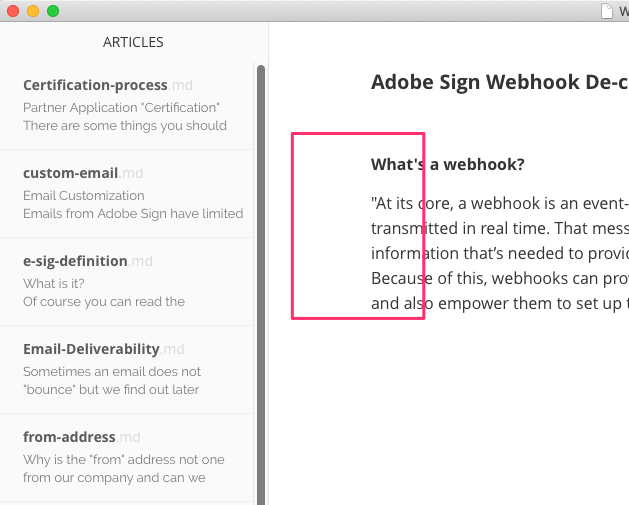 W
ARTICLES
Certification-process.md
Partner Application "Certification"
There are some things you should
custom-email.md
Email Customization
Emails from Adobe Sign have limited
e-sig-definition.md
What is it?
Of course you can read the
Email-Deliverability.md
Sometimes an email does not
"bounce" but we find out later
from-address.md
Why is the "from" address not one
from our company and can we
Adobe Sign Webhook De-c
What's a webhook?
"At its core, a webhook is an event-
transmitted in real time. That mess
information that’s needed to provid
Because of this, webhooks can prov
and also empower them to set up t